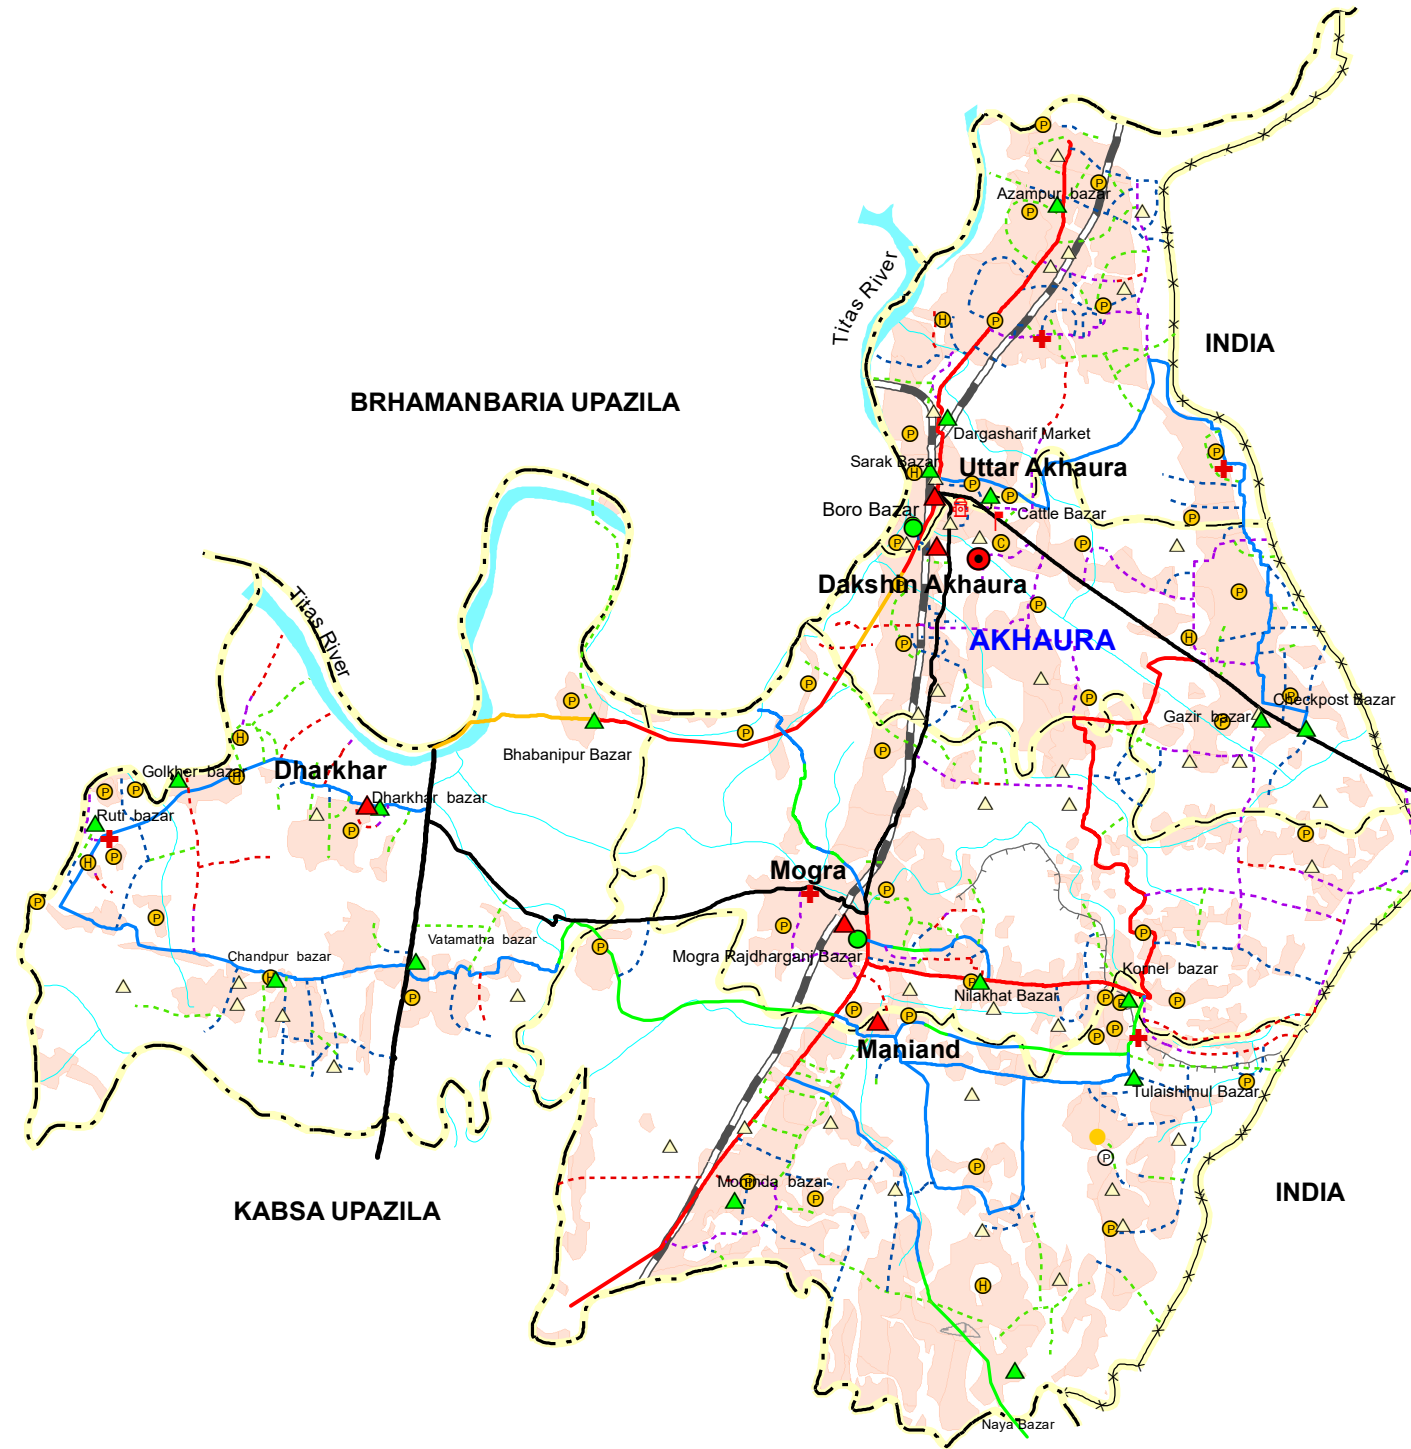 Azampur bazar
Titas River
INDIA
BRHAMANBARIA UPAZILA
Dargasharif Market
Sarak Bazar
Uttar Akhaura
Boro Bazar
Cattle Bazar
Dakshin Akhaura
Titas River
AKHAURA
Checkpost Bazar
Gazir bazar
Bhabanipur Bazar
Golkher bazar
Dharkhar
Dharkhar bazar
Ruti bazar
Mogra
Vatamatha bazar
Chandpur bazar
Mogra Rajdharganj Bazar
Kornel bazar
Nilakhat Bazar
Maniand
Tulaishimul Bazar
Moninda bazar
KABSA UPAZILA
INDIA
Naya Bazar